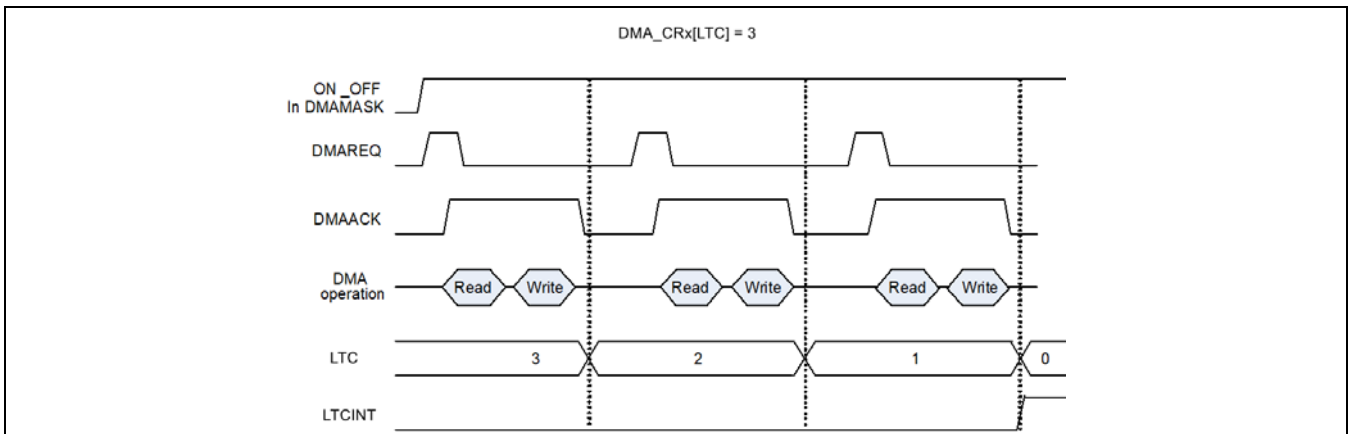 DMA_CRx[LTC] = 3
ON _OFF
In DMAMASK
DMAREQ
DMAACK
DMA
operation
Read Write Read Write Read Write
LTC
3 2 1 0
LTCINT